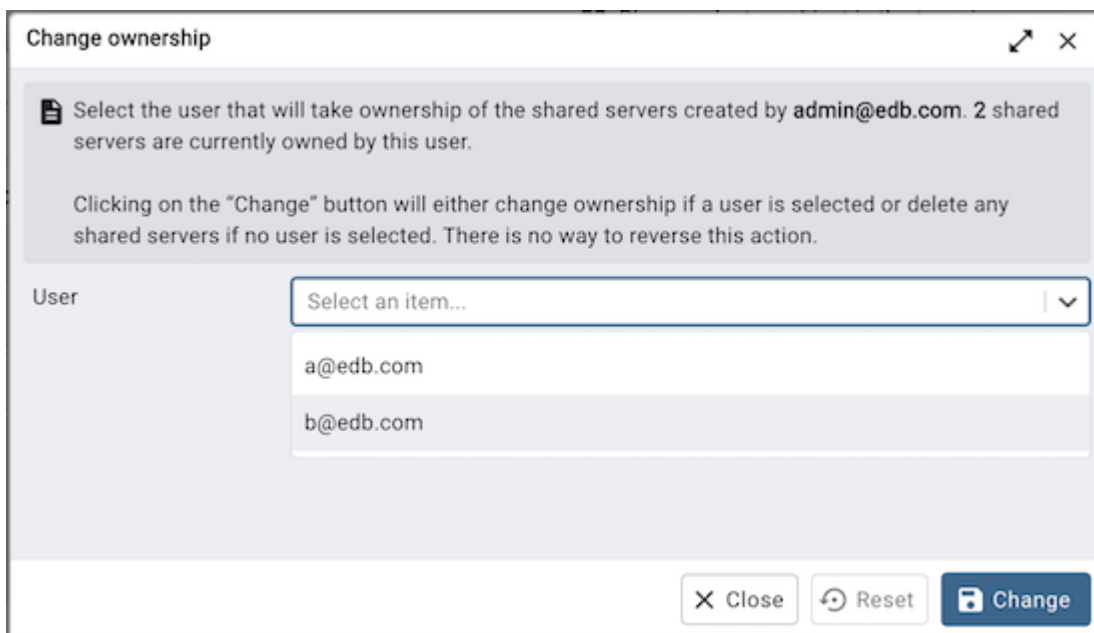 Change ownership
Select the user that will take ownership of the shared servers created by admin@edb.com. 2 shared
servers are currently owned by this user.
Clicking on the “Change” button will either change ownership if a user is selected or delete any
shared servers if no user is selected. There is no way to reverse this action.
User
Select an item...
a@edb.com
b@edb.com
Close
Reset
Change